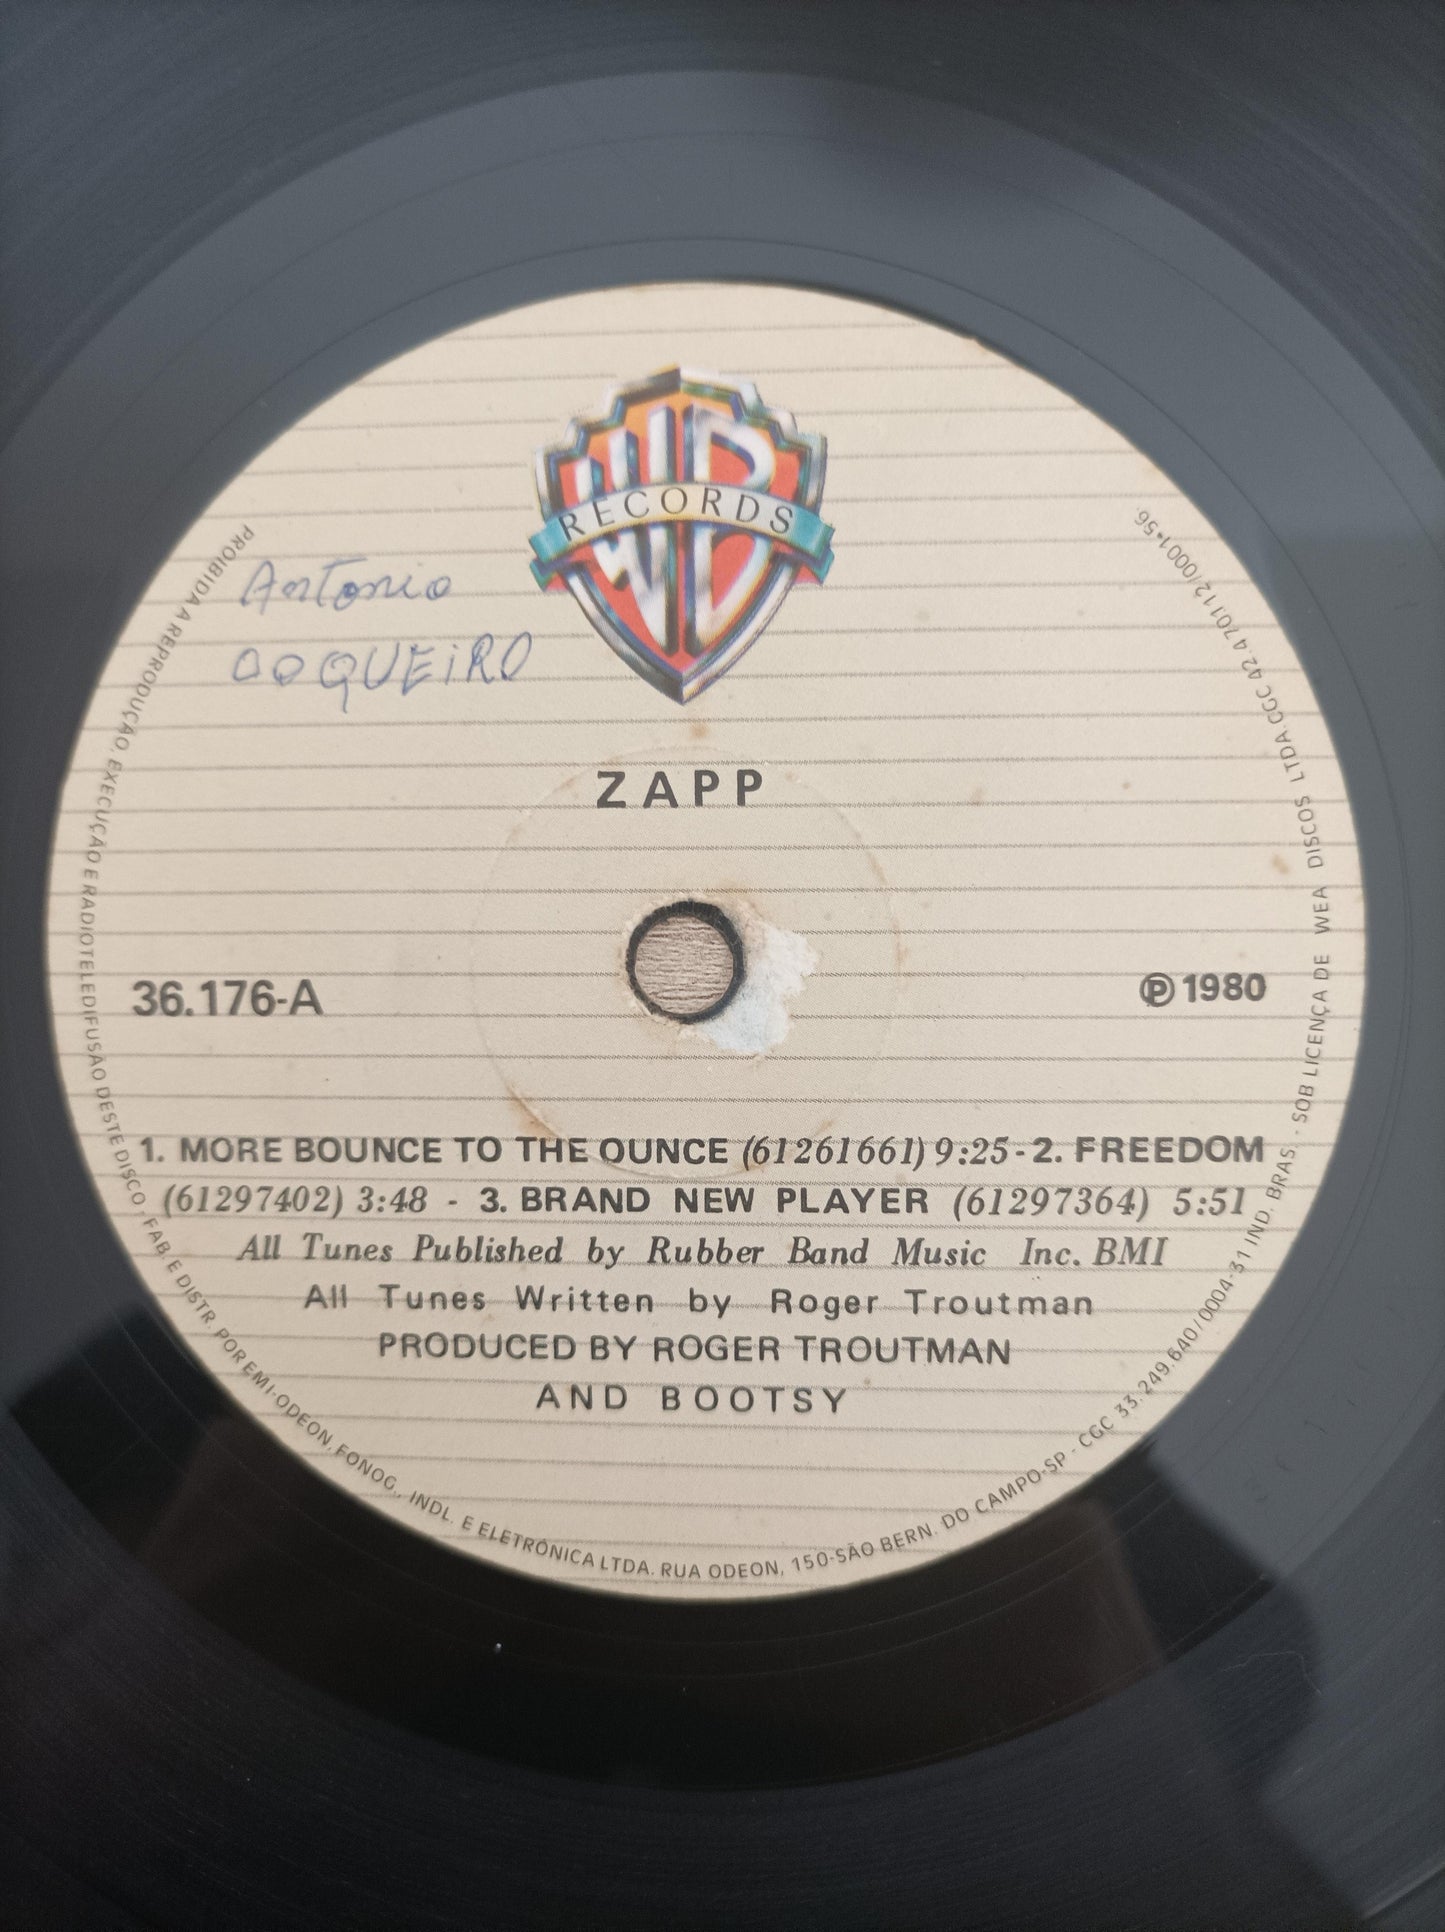 WB
RECORDS
Antonio
COQUEiRO
ZAPP
36.176-A
Ⓟ 1980
1. MORE BOUNCE TO THE OUNCE (61261661) 9:25 - 2. FREEDOM
(61297402) 3:48 - 3. BRAND NEW PLAYER (61297364) 5:51
All Tunes Published by Rubber Band Music Inc. BMI
All Tunes Written by Roger Troutman
PRODUCED BY ROGER TROUTMAN
AND BOOTSY
PROIBIDA A REPRODUÇÃO, EXECUÇÃO E RADIOTELEDIFUSÃO DESTE DISCO - FAB. E DISTR. POR EMI-ODEON, FONOG., INDL. E ELETRÔNICA LTDA. RUA ODEON, 150-SÃO BERN. DO CAMPO-SP - CGC 33.249.640/0004-31 IND. BRAS. - SOB LICENÇA DE WEA DISCOS LTDA. CGC 42.470112/0001-56.